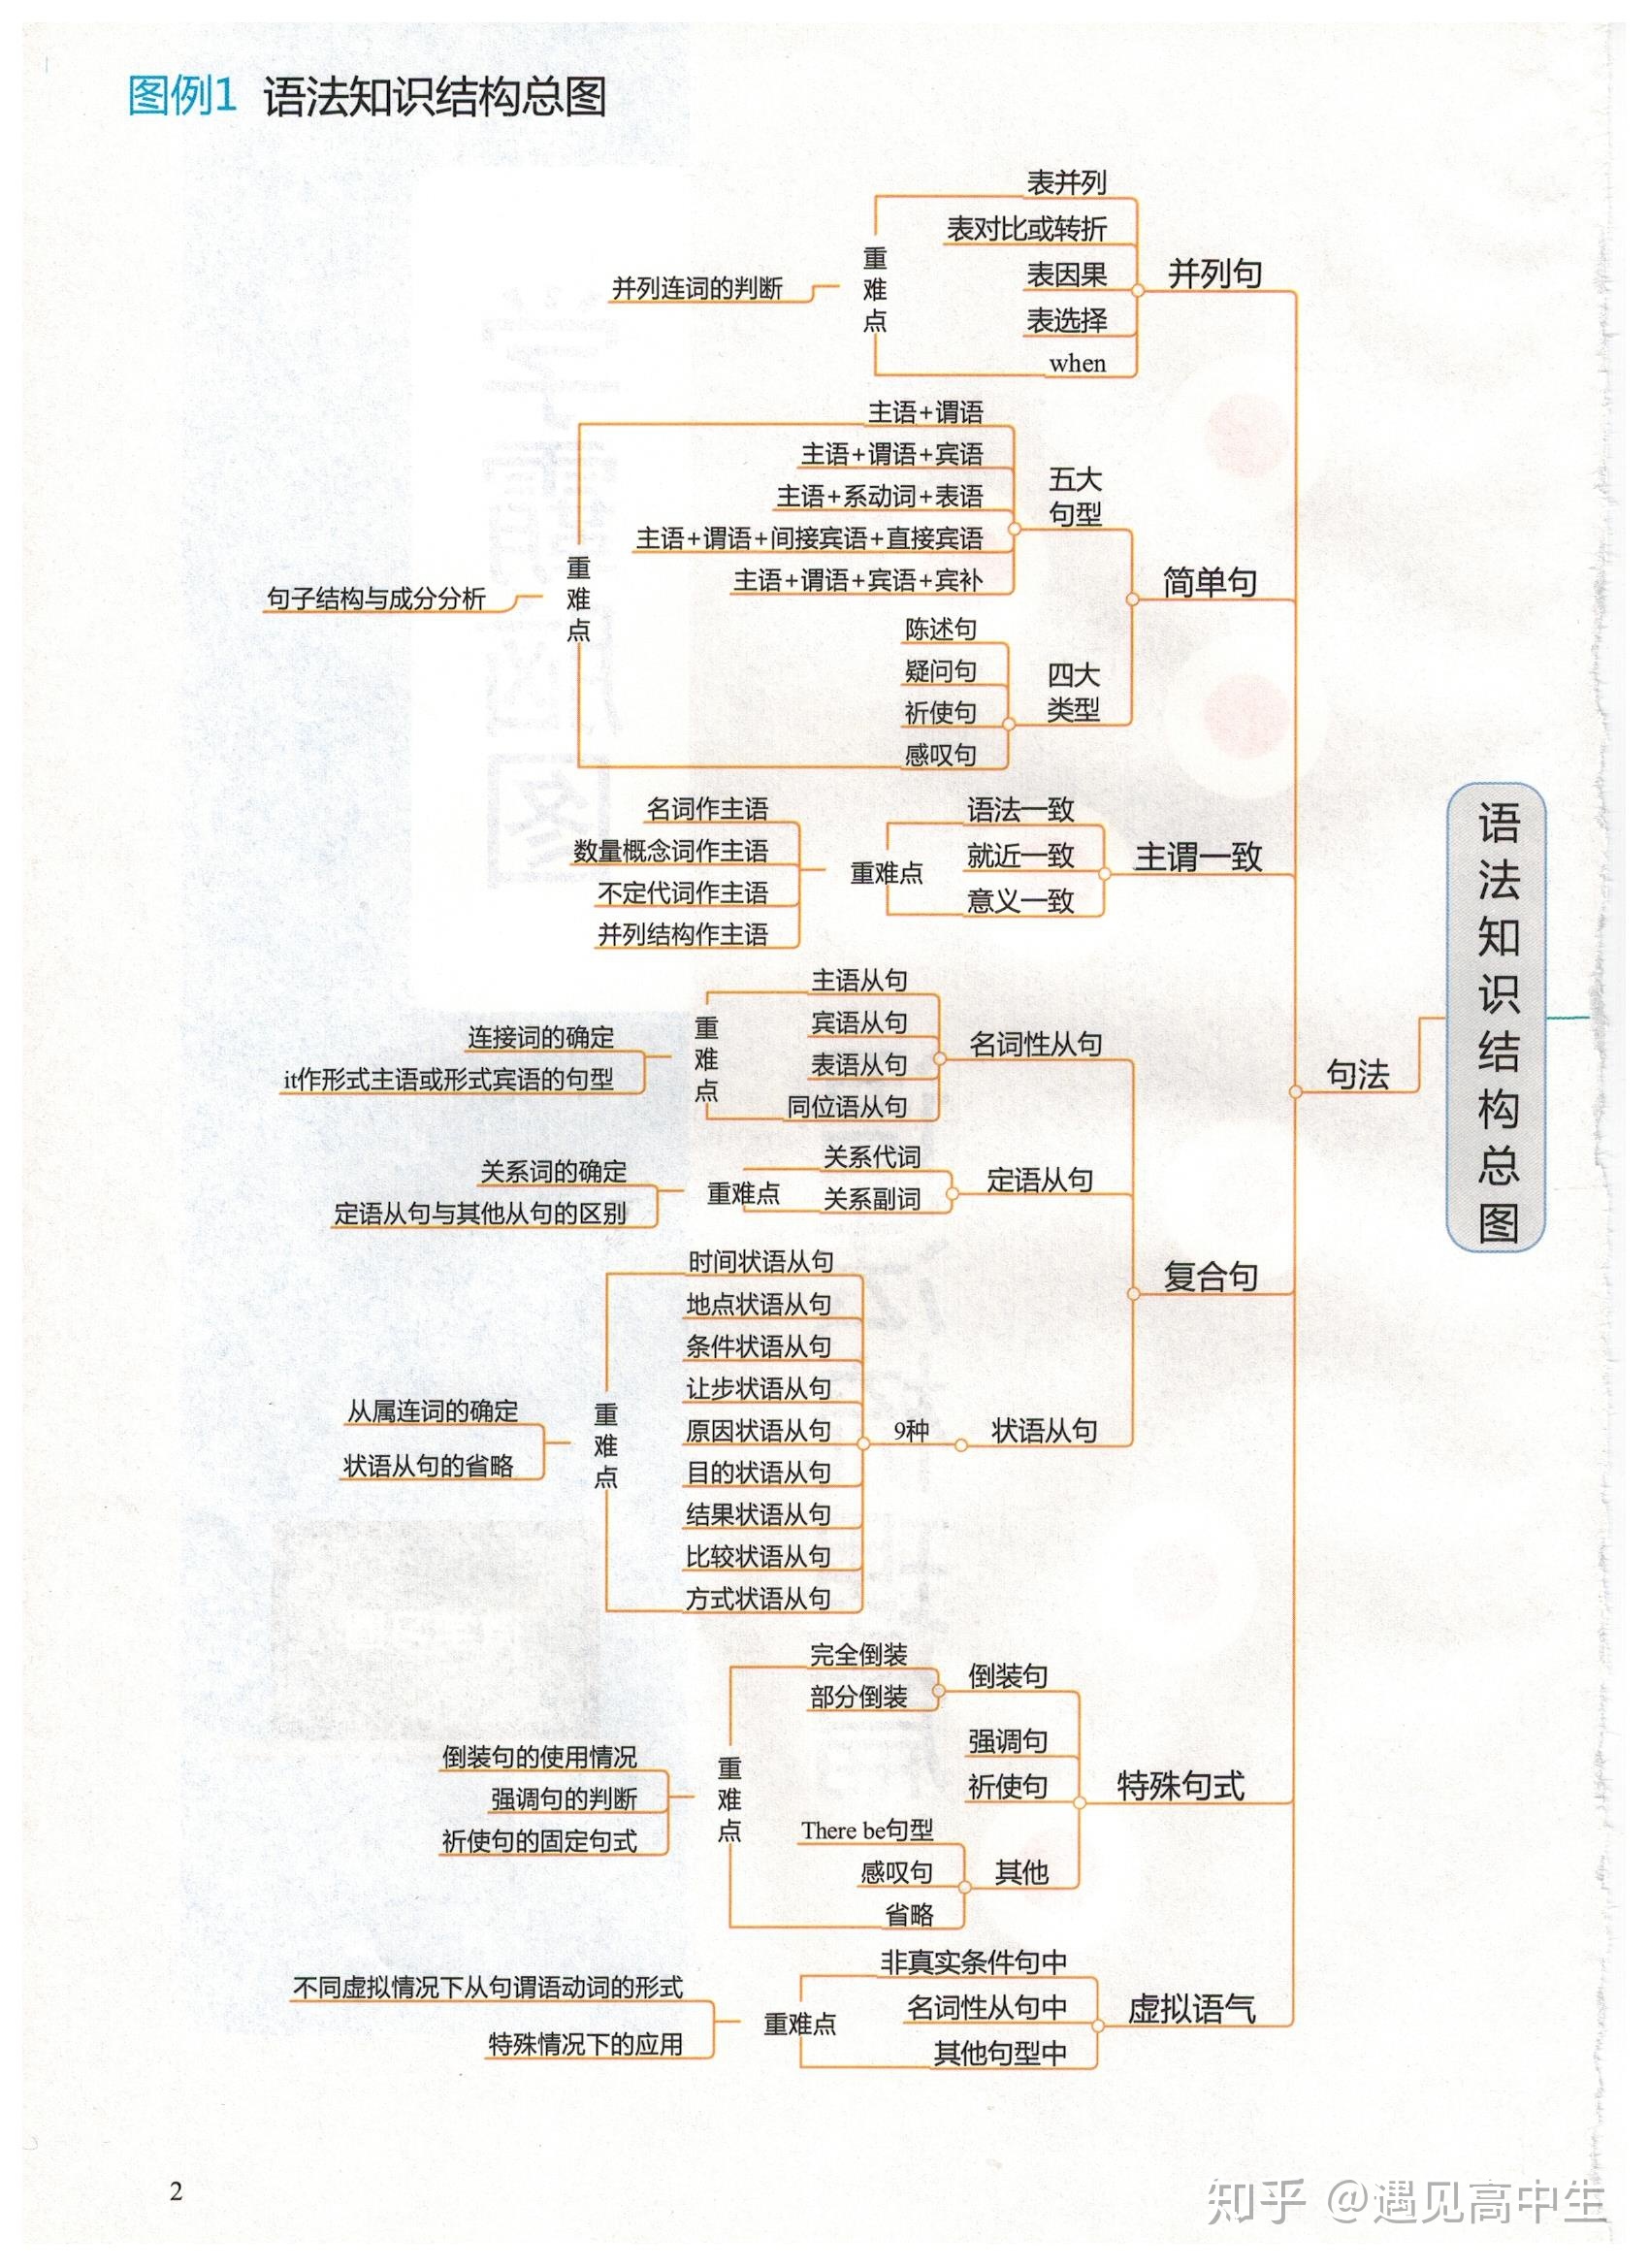 图例1 语法知识结构总图
语法知识结构总图
句法
并列句
表并列
表对比或转折
表因果
表选择
when
重难点
并列连词的判断
简单句
五大
句型
主语+谓语
主语+谓语+宾语
主语+系动词+表语
主语+谓语+间接宾语+直接宾语
主语+谓语+宾语+宾补
四大
类型
陈述句
疑问句
祈使句
感叹句
重难点
句子结构与成分分析
主谓一致
语法一致
就近一致
意义一致
重难点
名词作主语
数量概念词作主语
不定代词作主语
并列结构作主语
复合句
名词性从句
主语从句
宾语从句
表语从句
同位语从句
重难点
连接词的确定
it作形式主语或形式宾语的句型
定语从句
关系代词
关系副词
重难点
关系词的确定
定语从句与其他从句的区别
状语从句
9种
时间状语从句
地点状语从句
条件状语从句
让步状语从句
原因状语从句
目的状语从句
结果状语从句
比较状语从句
方式状语从句
重难点
从属连词的确定
状语从句的省略
特殊句式
倒装句
完全倒装
部分倒装
强调句
祈使句
其他
There be句型
感叹句
省略
重难点
倒装句的使用情况
强调句的判断
祈使句的固定句式
虚拟语气
非真实条件句中
名词性从句中
其他句型中
重难点
不同虚拟情况下从句谓语动词的形式
特殊情况下的应用
2
知乎 @遇见高中生